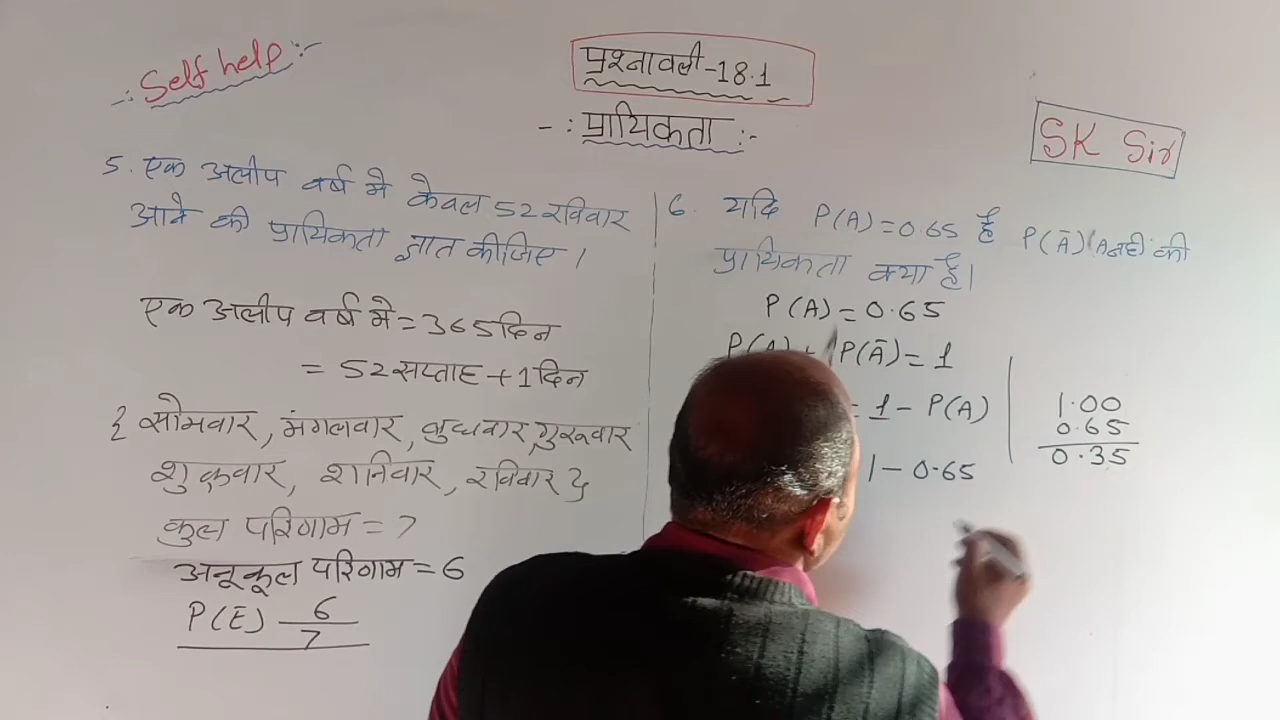 Self help :-
प्रश्नावली-18.1
-: प्रायिकता :-
SK Sir
5. एक अलीप वर्ष मे केवल 52 रविवार
आने की प्रायिकता ज्ञात कीजिए ।
एक अलीप वर्ष मे = 365 दिन
= 52 सप्ताह + 1 दिन
{ सोमवार, मंगलवार, बुधवार, गुरूवार
शुक्रवार, शनिवार, रविवार }
कुल परिणाम = 7
अनूकूल परिणाम = 6
P(E) 6/7
6. यदि P(A) = 0.65 है P(Ā) (A नही) की
प्रायिकता क्या है।
P(A) = 0.65
P(A) + P(Ā) = 1
= 1 - P(A)
1 - 0.65
1.00
0.65
0.35